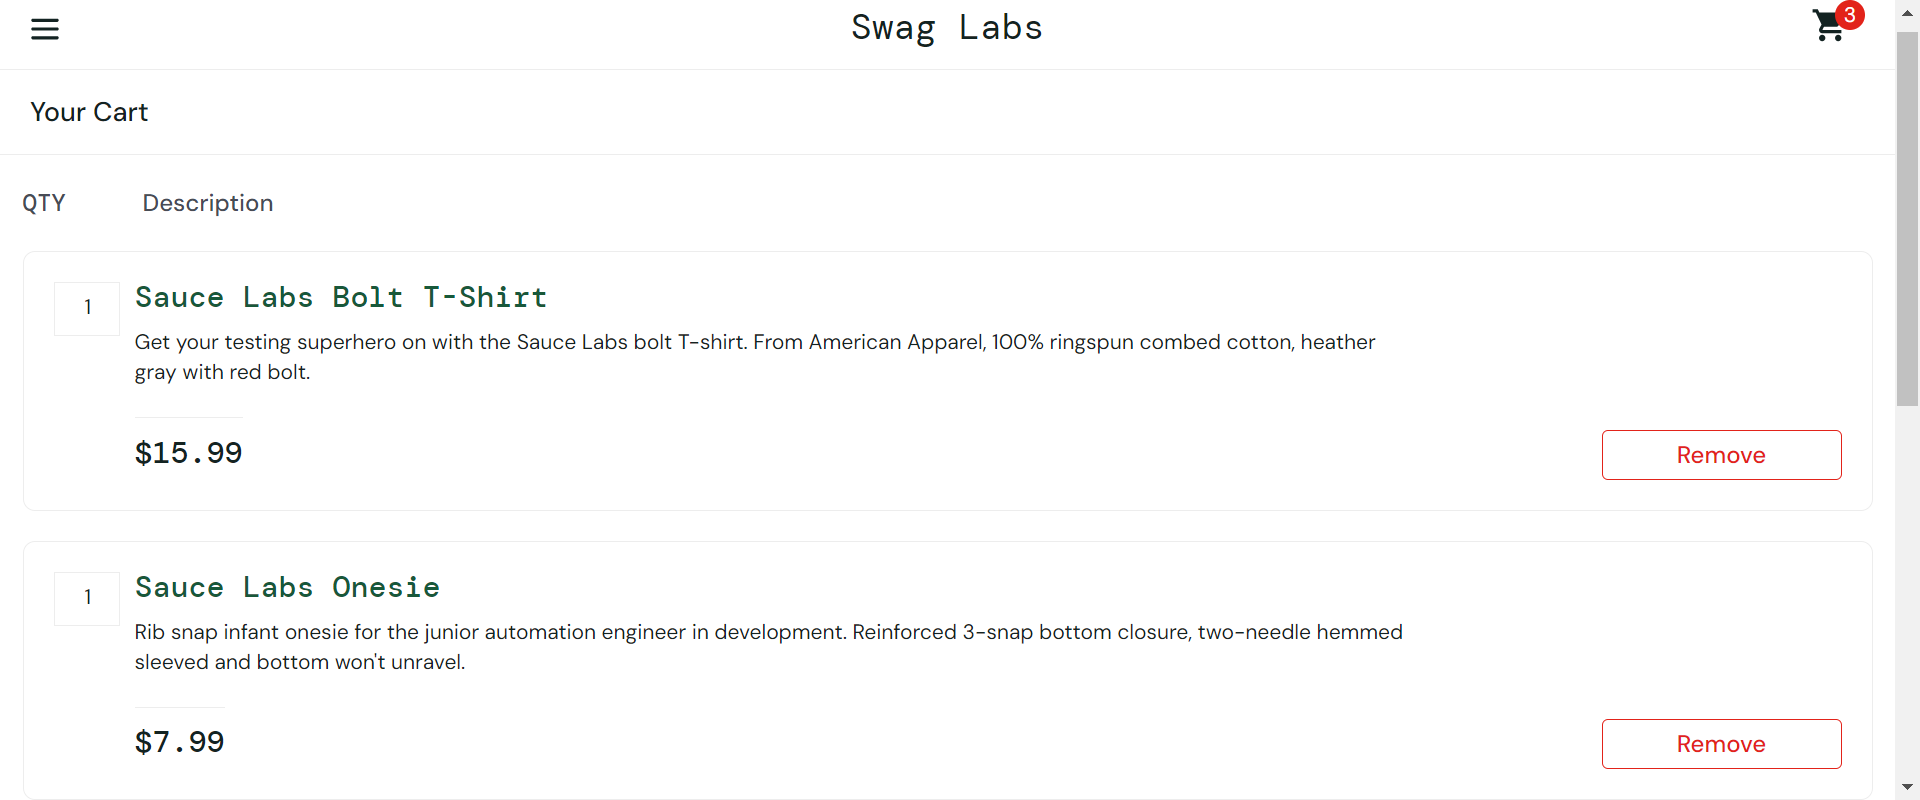 Swag Labs
3
Your Cart
QTY Description
1
Sauce Labs Bolt T-Shirt
Get your testing superhero on with the Sauce Labs bolt T-shirt. From American Apparel, 100% ringspun combed cotton, heather
gray with red bolt.
$15.99
Remove
1
Sauce Labs Onesie
Rib snap infant onesie for the junior automation engineer in development. Reinforced 3-snap bottom closure, two-needle hemmed
sleeved and bottom won't unravel.
$7.99
Remove